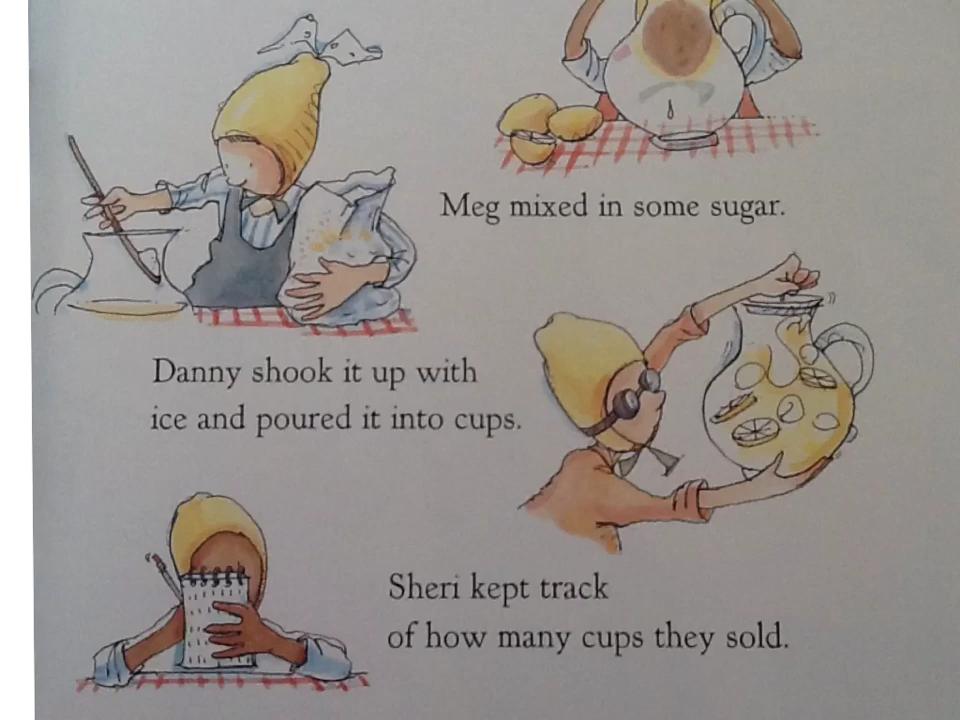 Meg mixed in some sugar.
Danny shook it up with
ice and poured it into cups.
Sheri kept track
of how many cups they sold.